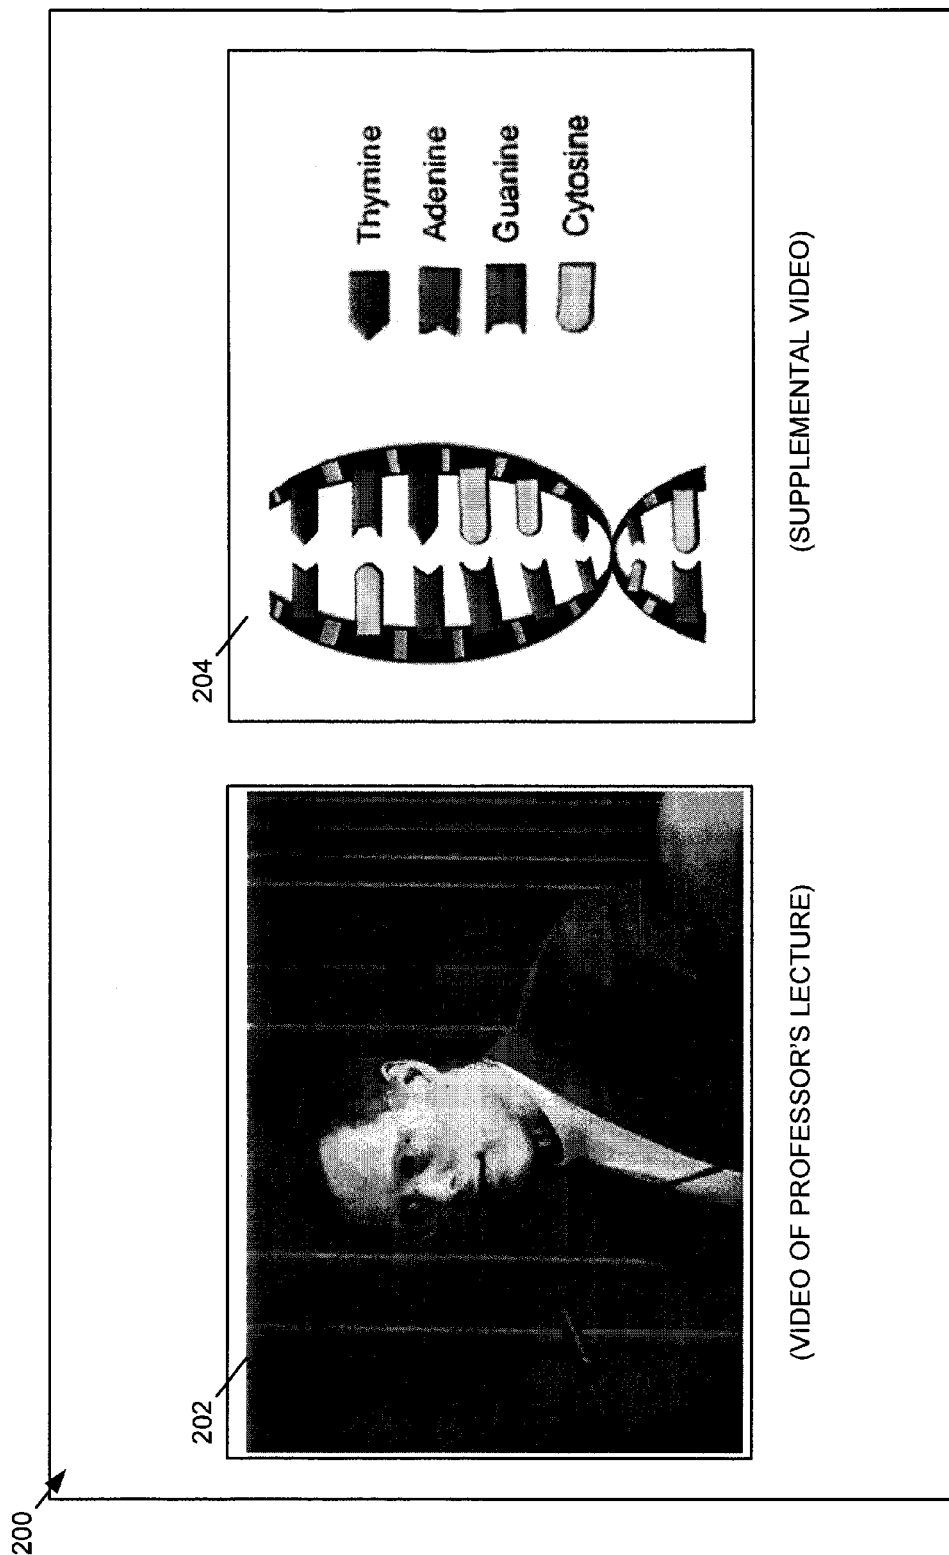 200
202
204
Thymine
Adenine
Guanine
Cytosine
(VIDEO OF PROFESSOR'S LECTURE)
(SUPPLEMENTAL VIDEO)